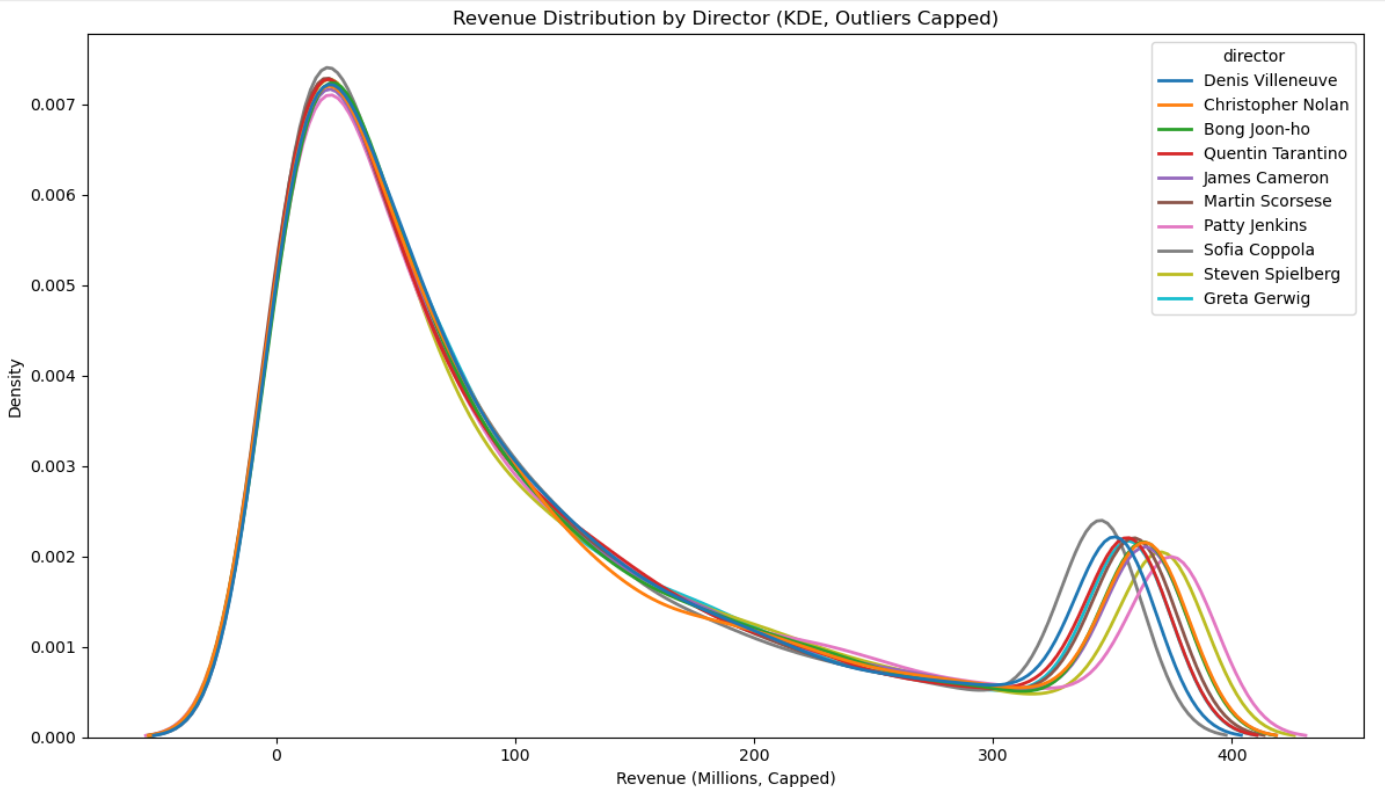 Revenue Distribution by Director (KDE, Outliers Capped)
director
Denis Villeneuve
Christopher Nolan
Bong Joon-ho
Quentin Tarantino
James Cameron
Martin Scorsese
Patty Jenkins
Sofia Coppola
Steven Spielberg
Greta Gerwig
Density
0.007
0.006
0.005
0.004
0.003
0.002
0.001
0.000
0
100
200
300
400
Revenue (Millions, Capped)